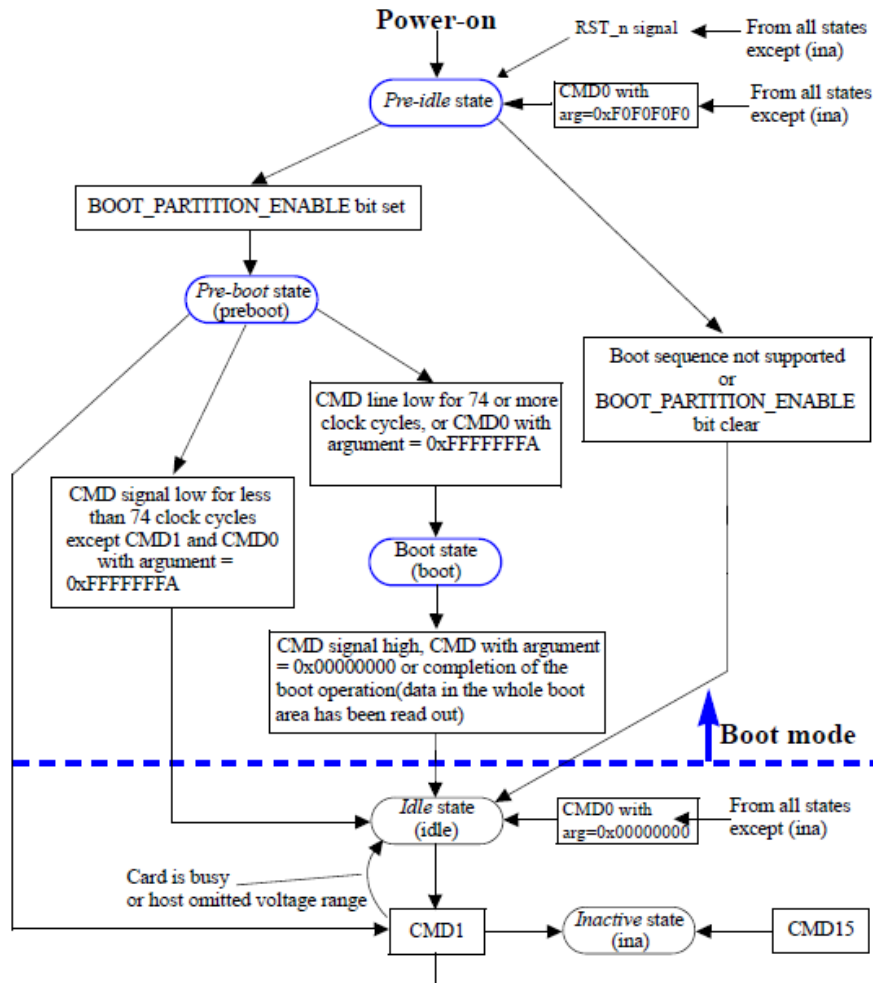 Power-on
RST_n signal
From all states
except (ina)
Pre-idle state
CMD0 with
arg=0xF0F0F0F0
From all states
except (ina)
BOOT_PARTITION_ENABLE bit set
Pre-boot state
(preboot)
Boot sequence not supported
or
BOOT_PARTITION_ENABLE
bit clear
CMD line low for 74 or more
clock cycles, or CMD0 with
argument = 0xFFFFFFFA
CMD signal low for less
than 74 clock cycles
except CMD1 and CMD0
with argument =
0xFFFFFFFA
Boot state
(boot)
CMD signal high, CMD with argument
= 0x00000000 or completion of the
boot operation(data in the whole boot
area has been read out)
Boot mode
Idle state
(idle)
CMD0 with
arg=0x00000000
From all states
except (ina)
Card is busy
or host omitted voltage range
CMD1
Inactive state
(ina)
CMD15